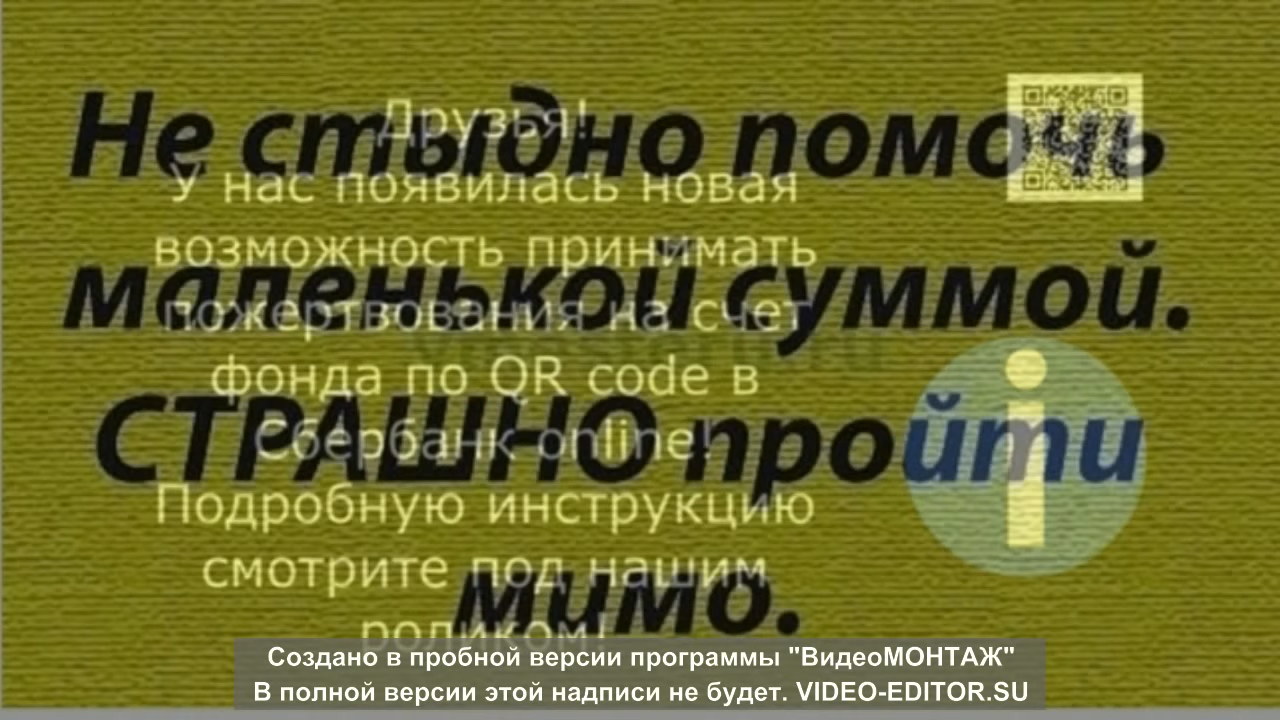 Не стыдно помочь
маленькой суммой.
СТРАШНО пройти
мимо.
Друзья!
У нас появилась новая
возможность принимать
пожертвования на счет
фонда по QR code в
Сбербанк online!
Подробную инструкцию
смотрите под нашим
роликом!
i
Создано в пробной версии программы "ВидеоМОНТАЖ"
В полной версии этой надписи не будет. VIDEO-EDITOR.SU